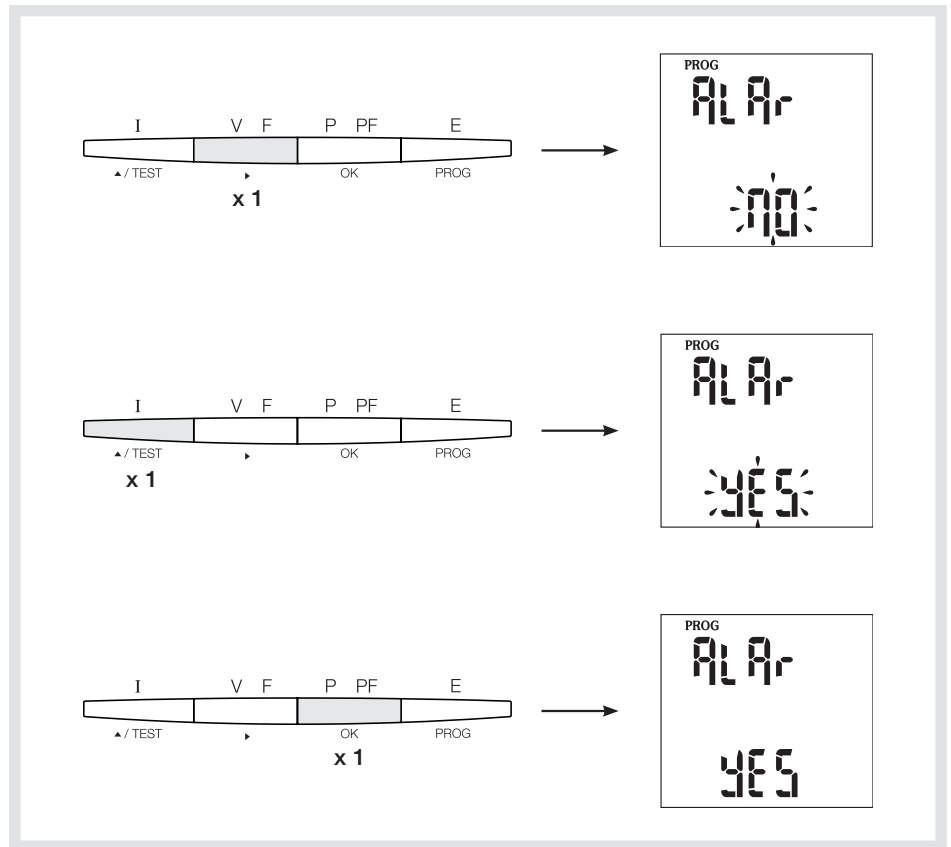 PROG
ALAr
I V F P PF E
▲ / TEST ▶ OK PROG
x 1
NO
PROG
ALAr
I V F P PF E
▲ / TEST ▶ OK PROG
x 1
YES
PROG
ALAr
I V F P PF E
▲ / TEST ▶ OK PROG
x 1
YES